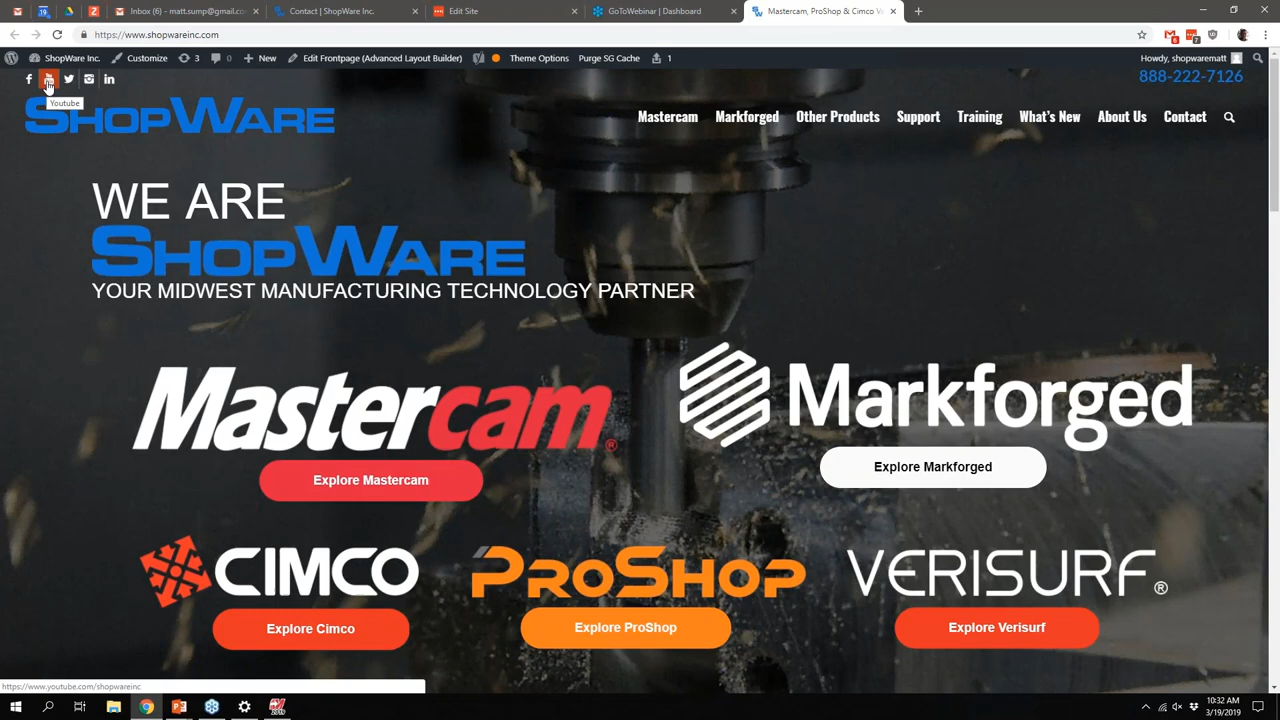 Inbox (6) - matt.sump@gmail.co
Contact | ShopWare Inc.
Edit Site
GoToWebinar | Dashboard
Mastercam, ProShop & Cimco V
https://www.shopwareinc.com
ShopWare Inc. Customize 3 0 New Edit Frontpage (Advanced Layout Builder) Theme Options Purge SG Cache 1 Howdy, shopwarematt
888-222-7126
Youtube
SHOPWARE
Mastercam Markforged Other Products Support Training What's New About Us Contact
WE ARE
SHOPWARE
YOUR MIDWEST MANUFACTURING TECHNOLOGY PARTNER
Mastercam®
Markforged
Explore Mastercam
Explore Markforged
CIMCO
PROSHOP
VERISURF®
Explore Cimco
Explore ProShop
Explore Verisurf
https://www.youtube.com/shopwareinc
10:32 AM
3/19/2019